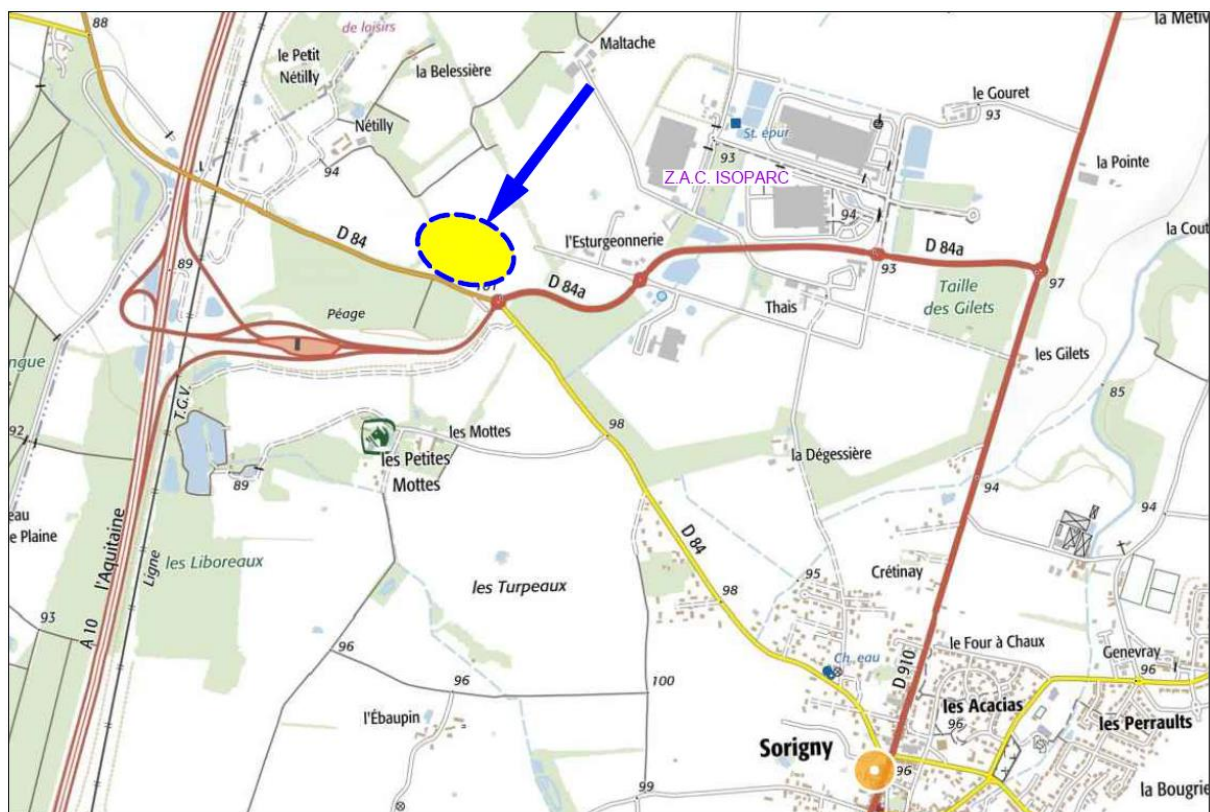 88
de loisirs
Maltache
la Métiv
le Petit
Nétilly
la Belessière
le Gouret
93
Nétilly
St. épur
93
la Pointe
94
Z.A.C. ISOPARC
94
D 84
l'Esturgeonnerie
D 84a
la Cout
89
93
D 84a
97
Taille
des Gilets
Thais
Péage
les Gilets
ngue
T.G.V.
85
98
92
les Mottes
les Petites
Mottes
la Dégessière
89
94
94
eau
e Plaine
l'Aquitaine
A 10
Ligne
les Liboreaux
D 84
Crétinay
95
les Turpeaux
98
93
le Four à Chaux
Genevray
96
96
Ch. eau
D 910
100
96
les Acacias
96
les Perraults
l'Ébaupin
Sorigny
96
99
la Bougrie